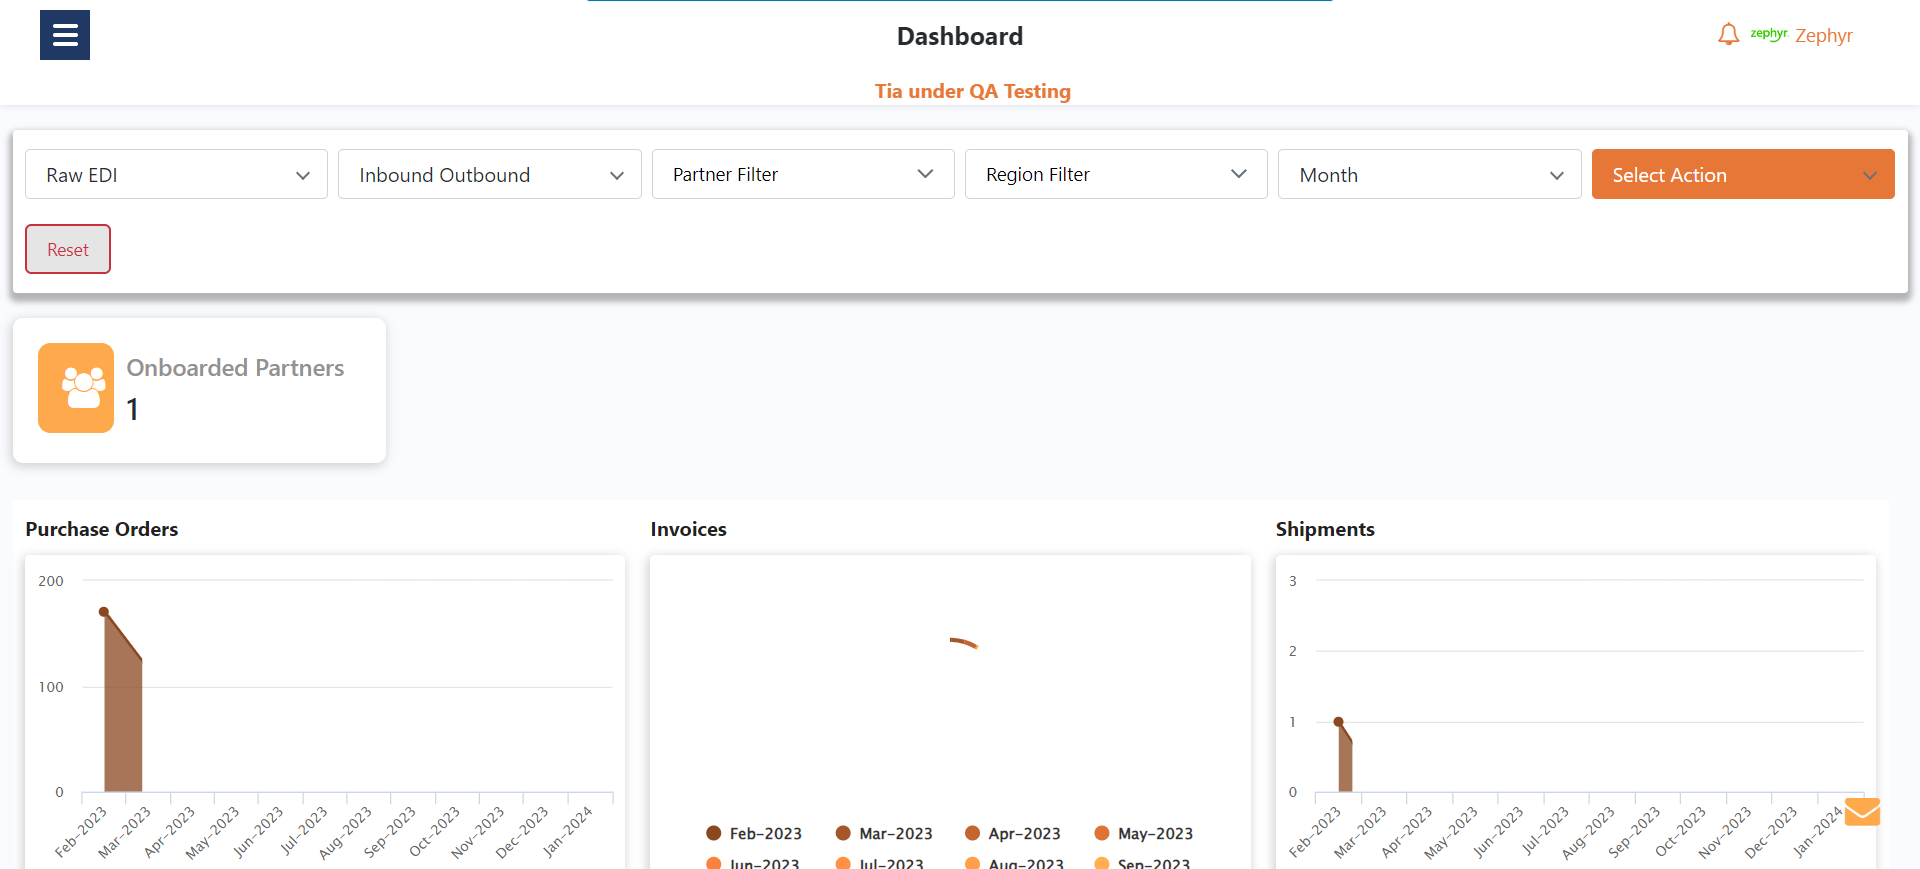 Dashboard
zephyr Zephyr
Tia under QA Testing
Raw EDI
Inbound Outbound
Partner Filter
Region Filter
Month
Select Action
Reset
Onboarded Partners
1
Purchase Orders
200
100
0
Feb-2023
Mar-2023
Apr-2023
May-2023
Jun-2023
Jul-2023
Aug-2023
Sep-2023
Oct-2023
Nov-2023
Dec-2023
Jan-2024
Invoices
Feb-2023 Mar-2023 Apr-2023 May-2023
Jun-2023 Jul-2023 Aug-2023 Sep-2023
Shipments
3
2
1
0
Feb-2023
Mar-2023
Apr-2023
May-2023
Jun-2023
Jul-2023
Aug-2023
Sep-2023
Oct-2023
Nov-2023
Dec-2023
Jan-2024